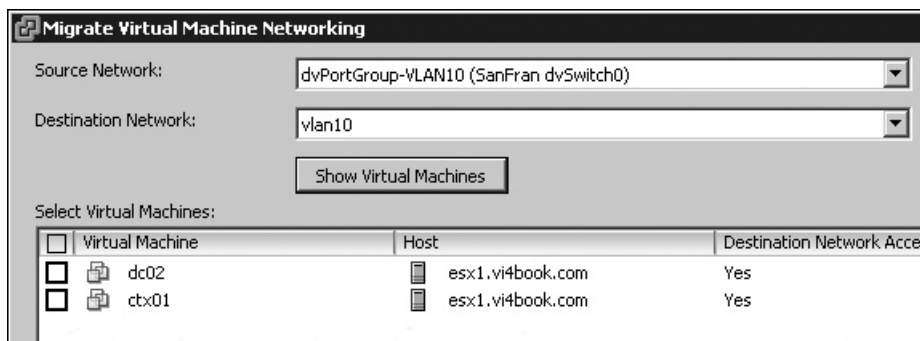 Migrate Virtual Machine Networking
Source Network: dvPortGroup-VLAN10 (SanFran dvSwitch0)
Destination Network: vlan10
Show Virtual Machines
Select Virtual Machines:
Virtual Machine Host Destination Network Acce
dc02 esx1.vi4book.com Yes
ctx01 esx1.vi4book.com Yes